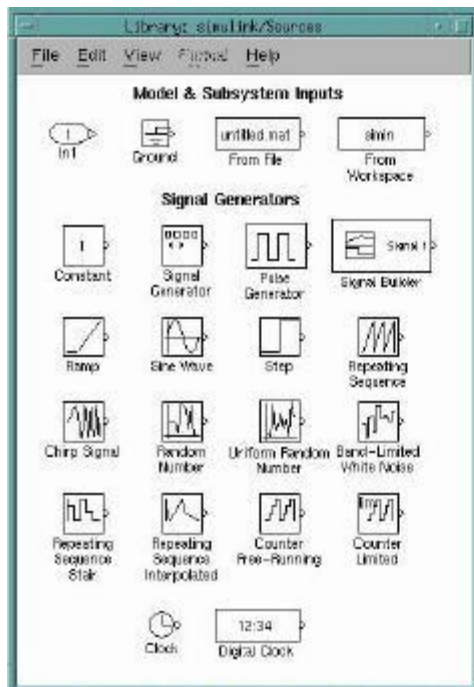 Library: simulink/Sources
File Edit View Format Help
Model & Subsystem Inputs
1
In1
Ground
untitled.mat
From File
simin
From
Workspace
Signal Generators
1
Constant
Signal
Generator
Pulse
Generator
Signal 1
Signal Builder
Ramp
Sine Wave
Step
Repeating
Sequence
Chirp Signal
Random
Number
Uniform Random
Number
Band-Limited
White Noise
Repeating
Sequence
Stair
Repeating
Sequence
Interpolated
Counter
Free-Running
Counter
Limited
Clock
12:34
Digital Clock